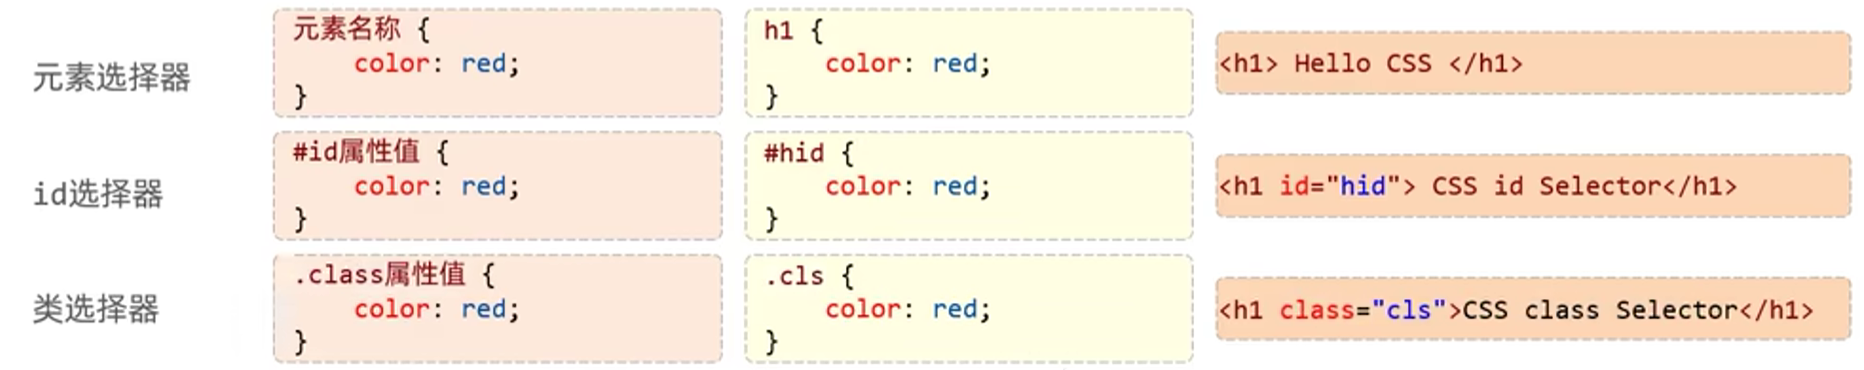 元素选择器
元素名称 {
color: red;
}
h1 {
color: red;
}
<h1> Hello CSS </h1>
id选择器
#id属性值 {
color: red;
}
#hid {
color: red;
}
<h1 id="hid"> CSS id Selector</h1>
类选择器
.class属性值 {
color: red;
}
.cls {
color: red;
}
<h1 class="cls">CSS class Selector</h1>